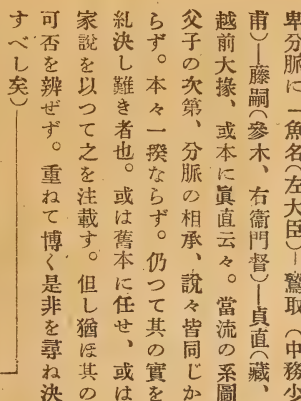 卑分脈に「魚名(左大臣)―鷲取(中務少
甫)―藤嗣(參木、右衞門督)―貞直(藏、
越前大掾、或本に眞直云々。當流の系圖
父子の次第、分脈の相承、說々皆同じか
らず。本々一揆ならず。仍つて其の實を
糺決し難き者也。或は舊本に任せ、或は
家說を以つて之を注載す。但し猶ほ其の
可否を辨ぜず。重ねて博く是非を尋ね決
すべし矣)